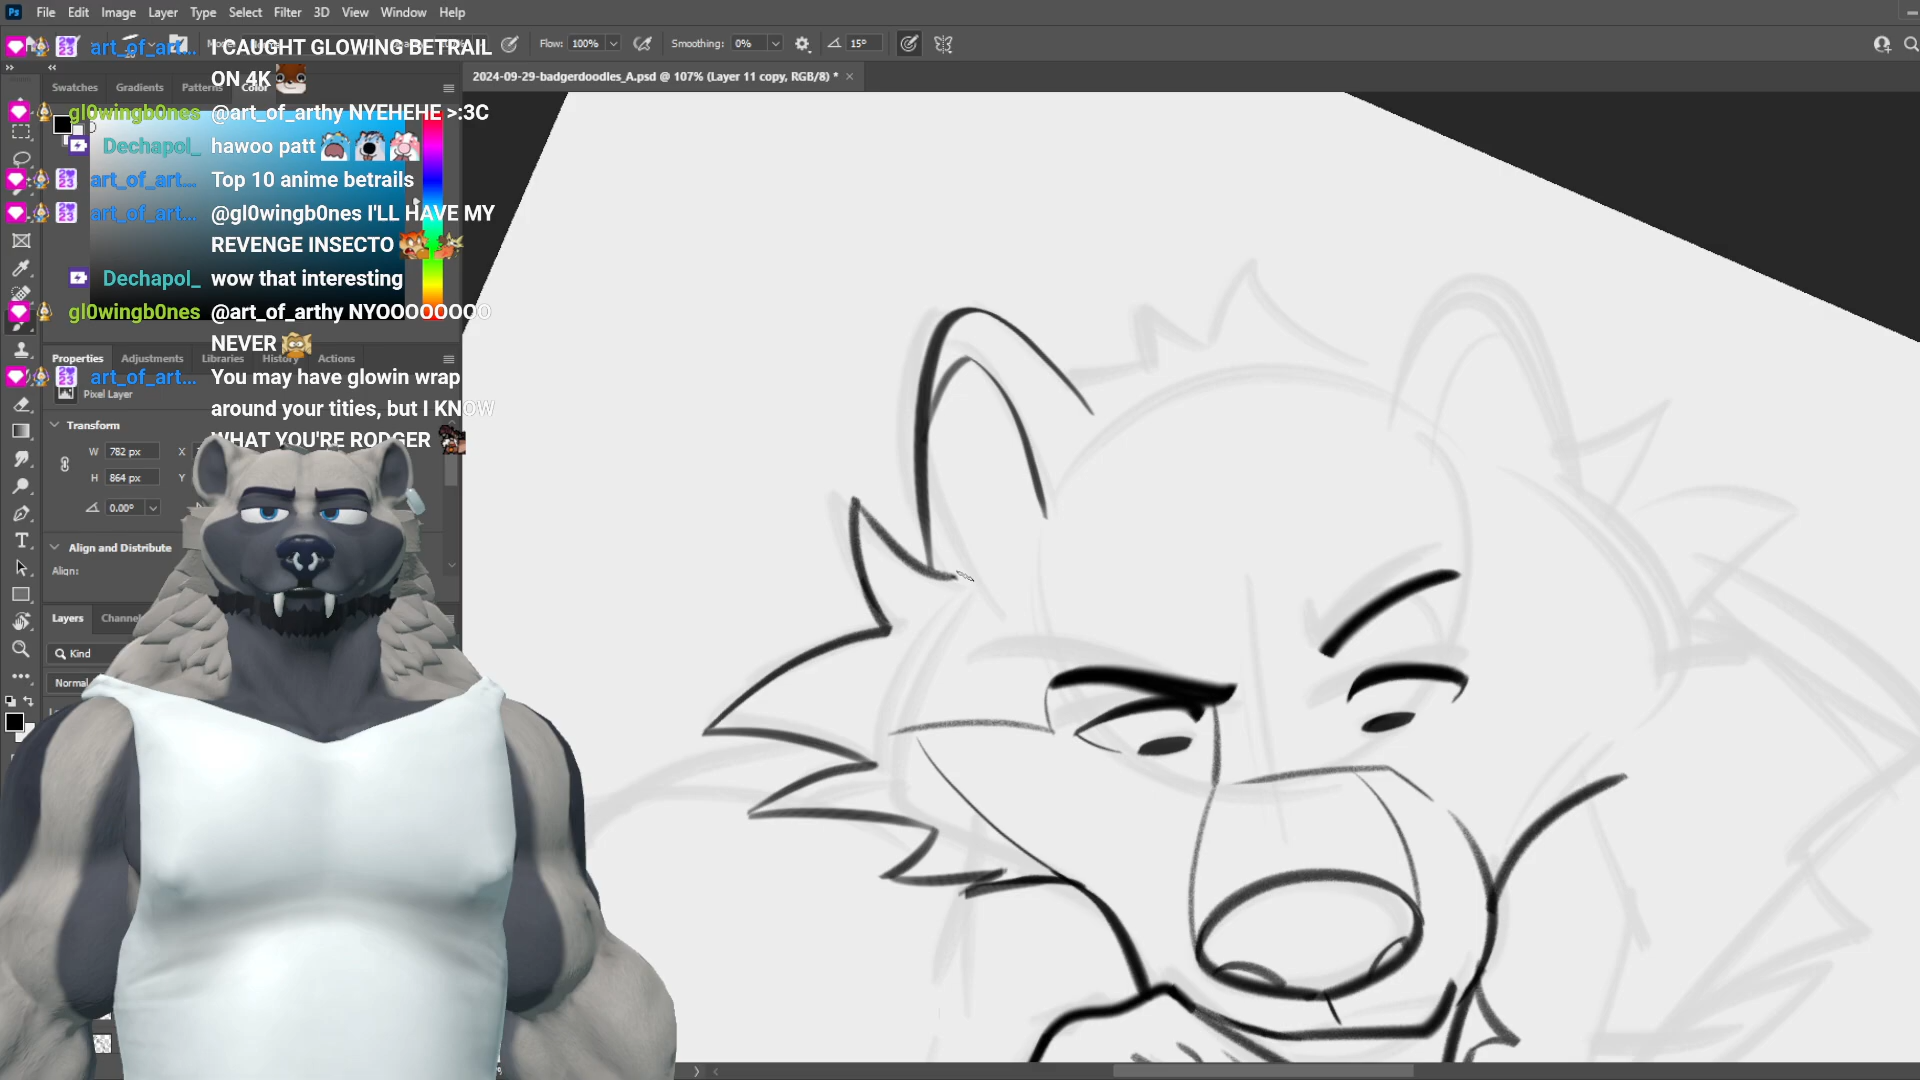 File Edit Image Layer Type Select Filter 3D View Window Help
Flow: 100% Smoothing: 0% 15°
2024-09-29-badgerdoodles_A.psd @ 107% (Layer 11 copy, RGB/8) *
Swatches Gradients Patterns Color
art_of_art... I CAUGHT GLOWING BETRAIL
ON 4K
gl0wingb0nes @art_of_arthy NYEHEHE >:3C
Dechapol_ hawoo patt
art_of_art... Top 10 anime betrails
art_of_art... @gl0wingb0nes I'LL HAVE MY
REVENGE INSECTO
Dechapol_ wow that interesting
gl0wingb0nes @art_of_arthy NYOOOOOOOO
NEVER
Properties Adjustments Libraries History Actions
art_of_art... You may have glowin wrap
Pixel Layer
around your tities, but I KNOW
WHAT YOU'RE RODGER
Transform
W 782 px X
H 864 px Y
0.00°
Align and Distribute
Align:
Layers Channe
Kind
Normal